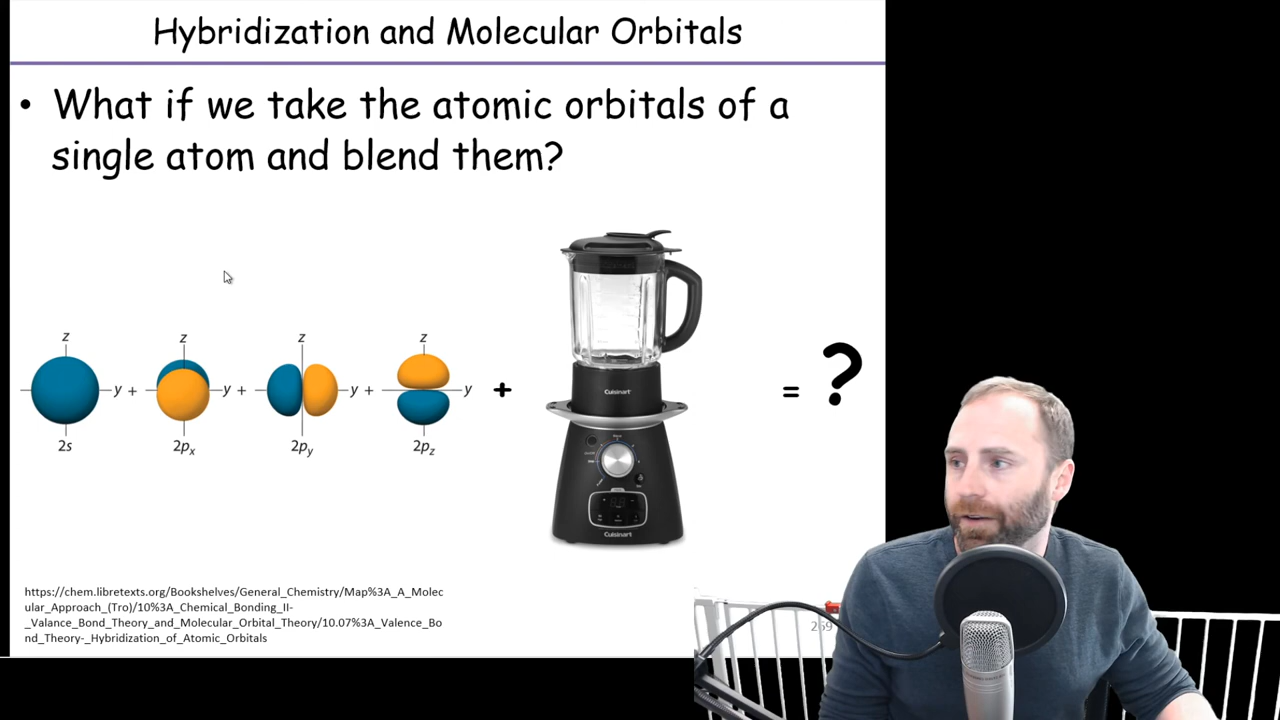 Hybridization and Molecular Orbitals
• What if we take the atomic orbitals of a
single atom and blend them?
z z z z
y + y + y + y + = ?
2s 2pₓ 2pᵧ 2p_z
Cuisinart
Cuisinart
https://chem.libretexts.org/Bookshelves/General_Chemistry/Map%3A_A_Molec
ular_Approach_(Tro)/10%3A_Chemical_Bonding_II-
_Valance_Bond_Theory_and_Molecular_Orbital_Theory/10.07%3A_Valence_Bo
nd_Theory-_Hybridization_of_Atomic_Orbitals